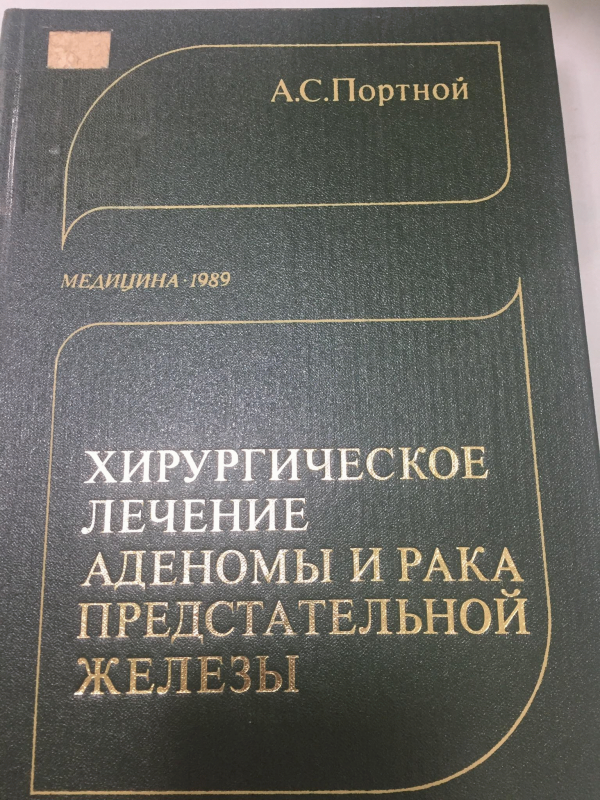 А.С.Портной
МЕДИЦИНА·1989
ХИРУРГИЧЕСКОЕ
ЛЕЧЕНИЕ
АДЕНОМЫ И РАКА
ПРЕДСТАТЕЛЬНОЙ
ЖЕЛЕЗЫ